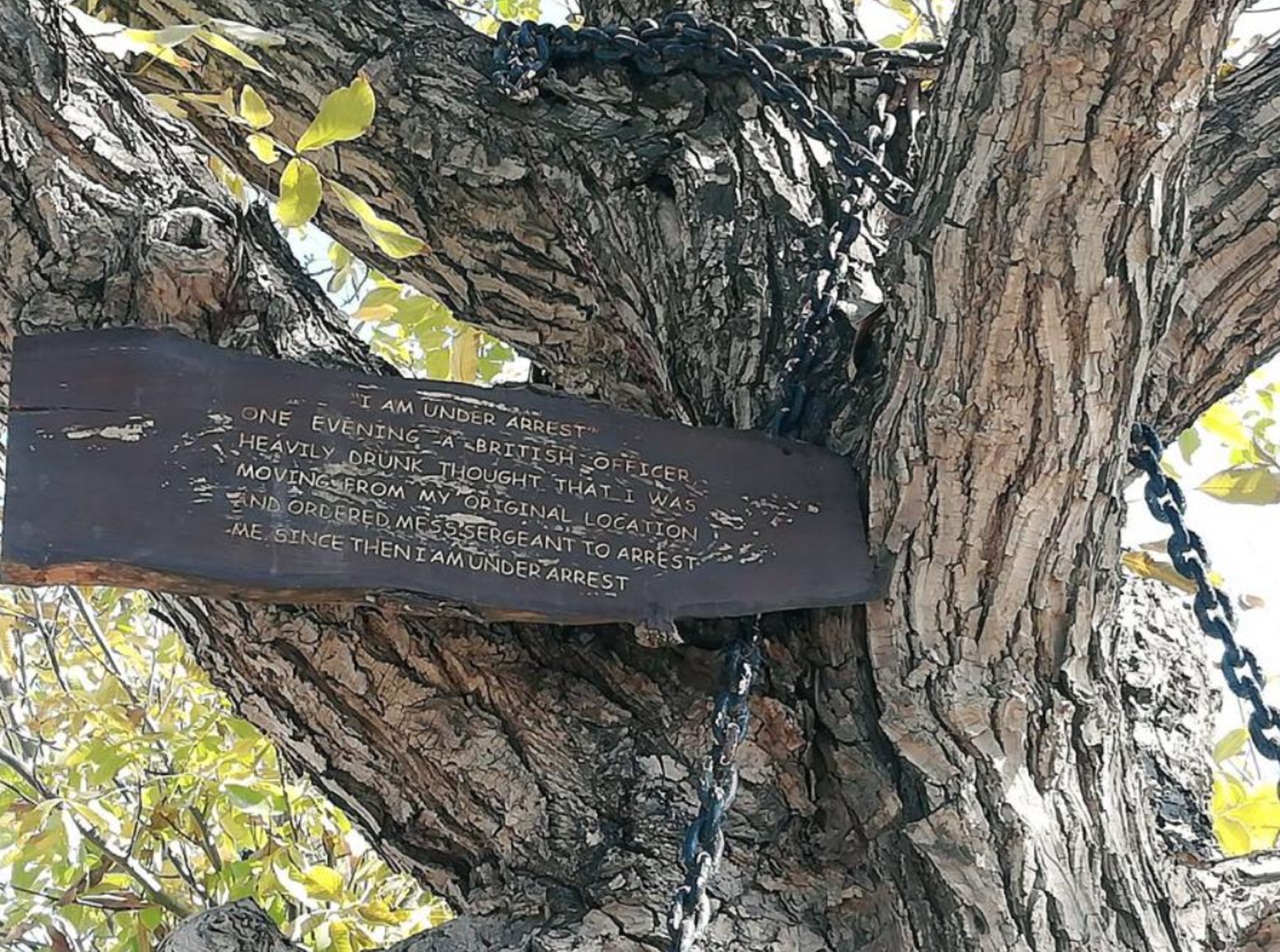 "I AM UNDER ARREST"
ONE EVENING A BRITISH OFFICER,
HEAVILY DRUNK THOUGHT THAT I WAS
MOVING FROM MY ORIGINAL LOCATION
AND ORDERED MESS SERGEANT TO ARREST
ME. SINCE THEN I AM UNDER ARREST